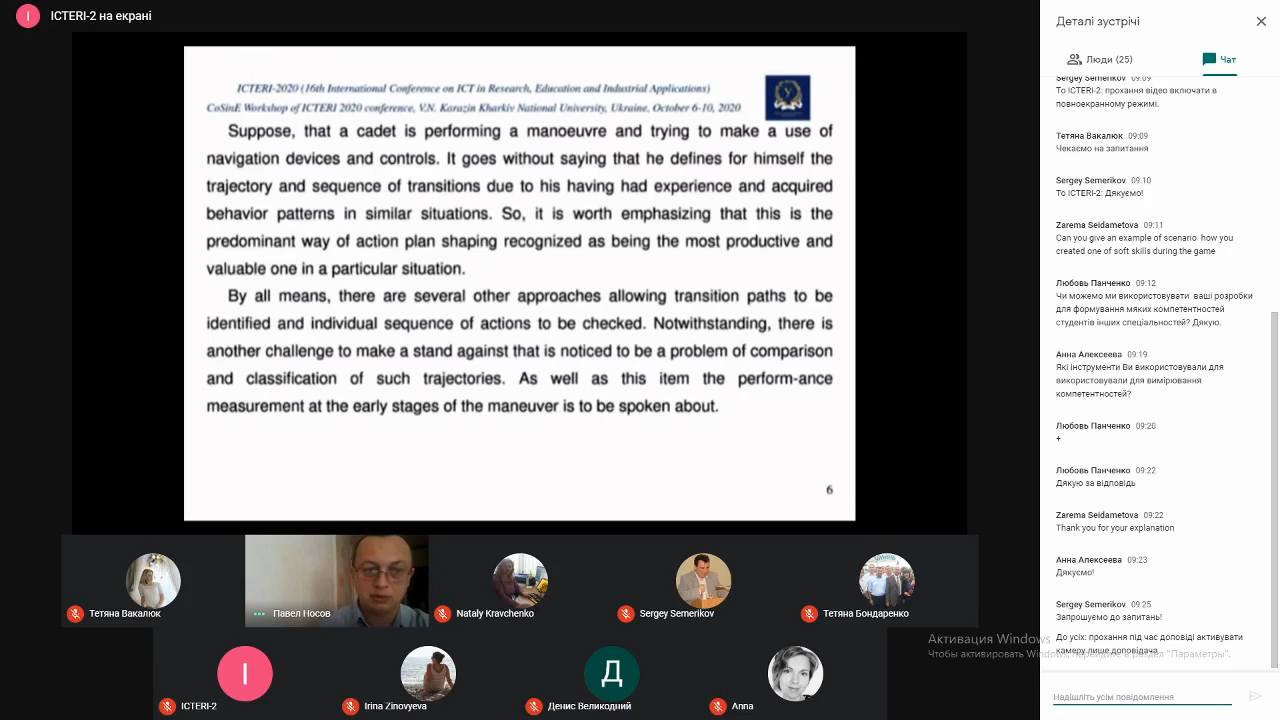 ICTERI-2 на екрані
ICTERI-2020 (16th International Conference on ICT in Research, Education and Industrial Applications)
CoSinE Workshop of ICTERI 2020 conference, V.N. Karazin Kharkiv National University, Ukraine, October 6-10, 2020
Suppose, that a cadet is performing a manoeuvre and trying to make a use of
navigation devices and controls. It goes without saying that he defines for himself the
trajectory and sequence of transitions due to his having had experience and acquired
behavior patterns in similar situations. So, it is worth emphasizing that this is the
predominant way of action plan shaping recognized as being the most productive and
valuable one in a particular situation.
By all means, there are several other approaches allowing transition paths to be
identified and individual sequence of actions to be checked. Notwithstanding, there is
another challenge to make a stand against that is noticed to be a problem of comparison
and classification of such trajectories. As well as this item the perform-ance
measurement at the early stages of the maneuver is to be spoken about.
6
Тетяна Вакалюк
Павел Носов
Nataly Kravchenko
Sergey Semerikov
Тетяна Бондаренко
I
ICTERI-2
Irina Zinovyeva
Д
Денис Великодний
Anna
Деталі зустрічі
Люди (25)
Чат
Sergey Semerikov 09:09
To ICTERI-2: прохання відео включати в
повноекранному режимі.
Тетяна Вакалюк 09:09
Чекаємо на запитання
Sergey Semerikov 09:10
To ICTERI-2: Дякуємо!
Zarema Seidametova 09:11
Can you give an example of scenario how you
created one of soft skills during the game
Любовь Панченко 09:12
Чи можемо ми використовувати ваші розробки
для формування мяких компетентностей
студентів інших спеціальностей? Дякую.
Анна Алексеева 09:19
Які інструменти Ви використовували для
використовували для вимірювання
компетентностей?
Любовь Панченко 09:20
+
Любовь Панченко 09:22
Дякую за відповідь
Zarema Seidametova 09:22
Thank you for your explanation
Анна Алексеева 09:23
Дякуємо!
Sergey Semerikov 09:25
Запрошуємо до запитань!
До усіх: прохання під час доповіді активувати
камеру лише доповідача
Активация Windows
Чтобы активировать Windows, перейдите в раздел "Параметры".
Надішліть усім повідомлення